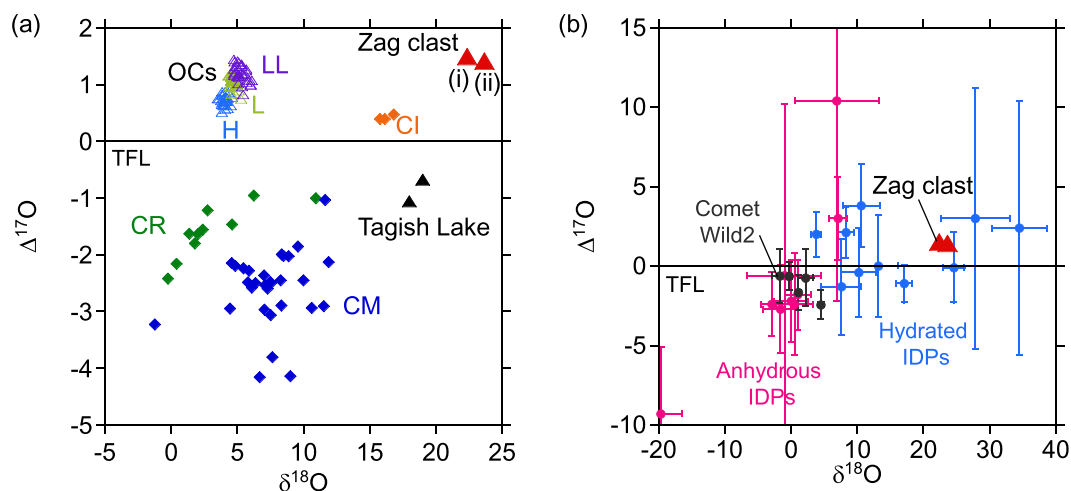 (a)
2
1
0
-1
-2
-3
-4
-5
Δ17O
-5
0
5
10
15
20
25
δ18O
OCs
LL
L
H
Zag clast
(i)
(ii)
CI
TFL
CR
Tagish Lake
CM
(b)
15
10
5
0
-5
-10
Δ17O
-20
-10
0
10
20
30
40
δ18O
Zag clast
Comet
Wild2
TFL
Hydrated
IDPs
Anhydrous
IDPs